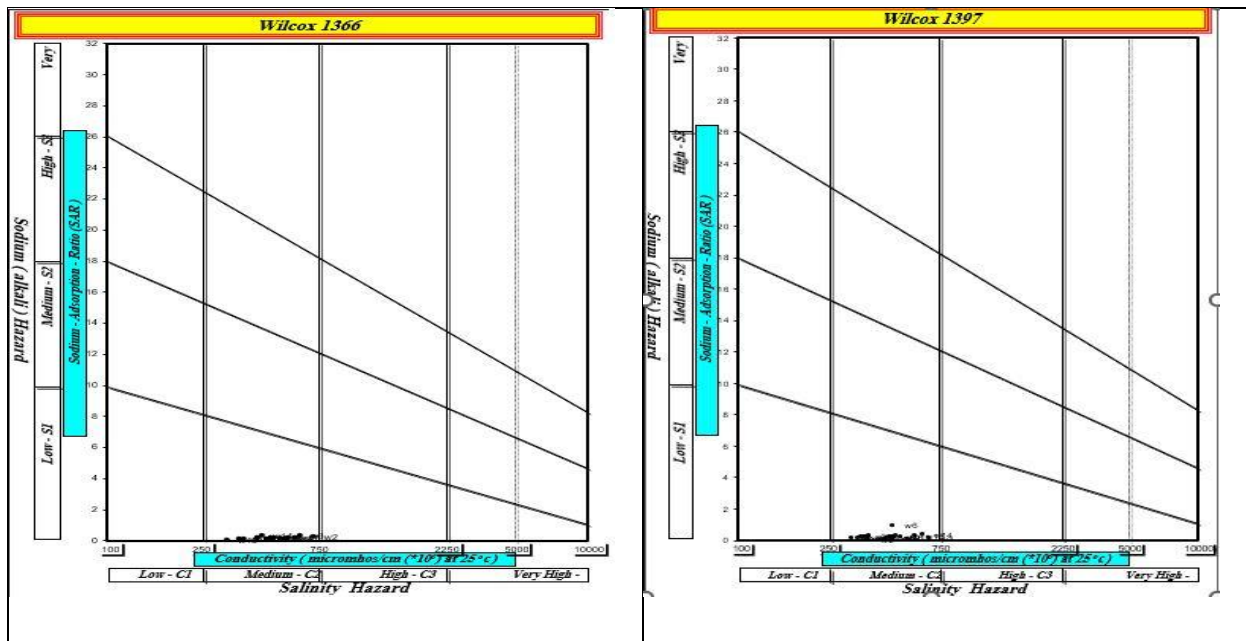 Wilcox 1366
32
30
28
26
24
22
20
18
16
14
12
10
8
6
4
2
0
Very
High - S3
Medium - S2
Low - S1
Sodium ( alkali ) Hazard
Sodium - Adsorption - Ratio (SAR)
w2
100 250 750 2250 5000 10000
Conductivity ( micromhos/cm (*10⁶) at 25°c
Low - C1 Medium - C2 High - C3 Very High -
Salinity Hazard
Wilcox 1397
32
30
28
26
24
22
20
18
16
14
12
10
8
6
4
2
0
Very
High - S3
Medium - S2
Low - S1
Sodium ( alkali ) Hazard
Sodium - Adsorption - Ratio (SAR)
w6
100 250 750 2250 5000 10000
Conductivity ( micromhos/cm (*10⁶) at 25°c
Low - C1 Medium - C2 High - C3 Very High -
Salinity Hazard